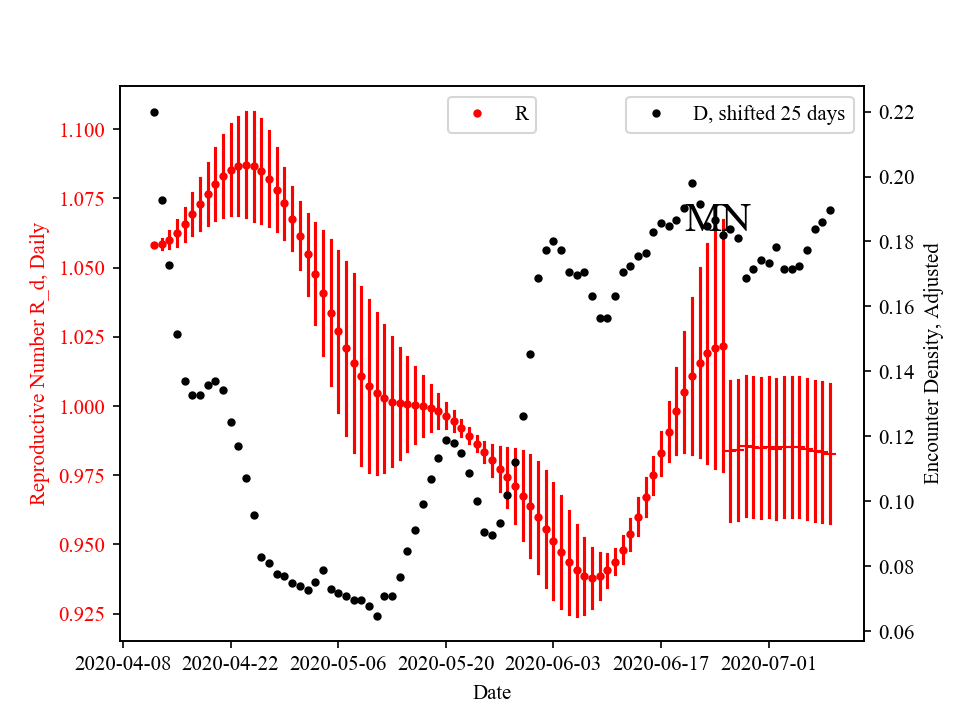 R
D, shifted 25 days
MN
Reproductive Number R_d, Daily
1.100
1.075
1.050
1.025
1.000
0.975
0.950
0.925
0.22
0.20
0.18
0.16
0.14
0.12
0.10
0.08
0.06
Encounter Density, Adjusted
2020-04-08 2020-04-22 2020-05-06 2020-05-20 2020-06-03 2020-06-17 2020-07-01
Date